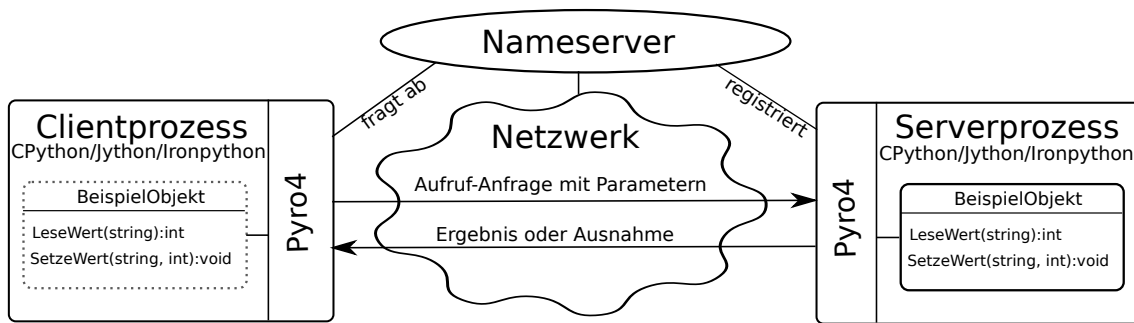 Nameserver
fragt ab
registriert
Clientprozess
CPython/Jython/Ironpython
BeispielObjekt
LeseWert(string):int
SetzeWert(string, int):void
Pyro4
Netzwerk
Aufruf-Anfrage mit Parametern
Ergebnis oder Ausnahme
Pyro4
Serverprozess
CPython/Jython/Ironpython
BeispielObjekt
LeseWert(string):int
SetzeWert(string, int):void